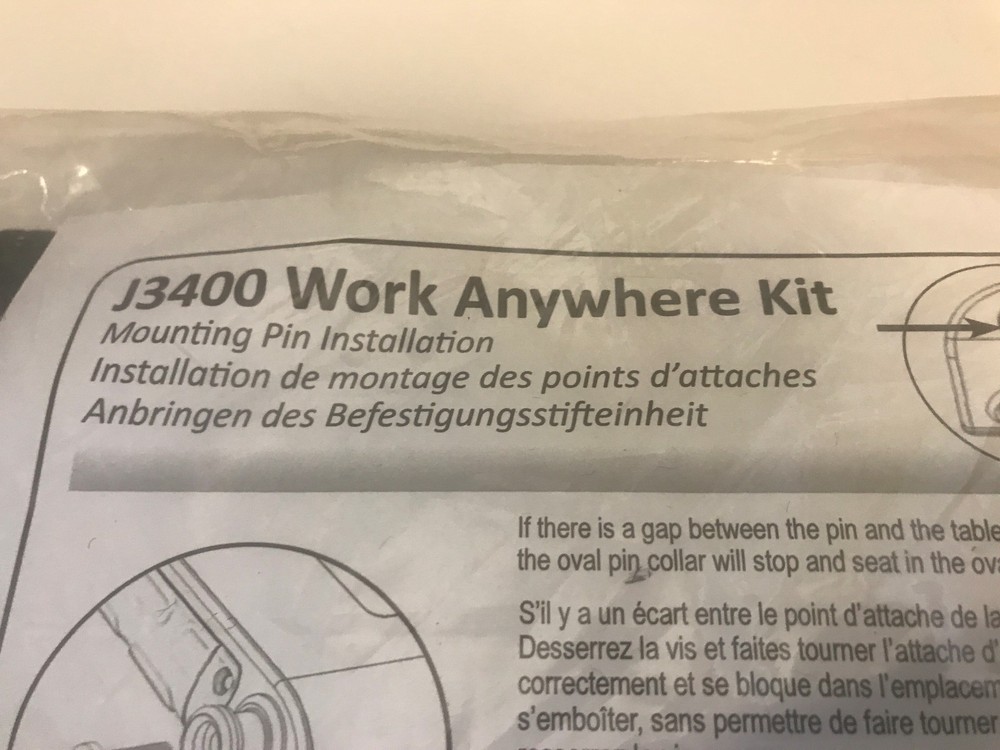 J3400 Work Anywhere Kit
Mounting Pin Installation
Installation de montage des points d'attaches
Anbringen des Befestigungsstifteinheit
If there is a gap between the pin and the table
the oval pin collar will stop and seat in the
S'il y a un écart entre le point d'attache de la
Desserrez la vis et faites tourner l'attache
correctement et se bloque dans
s'emboîter, sans permettre de faire tourner